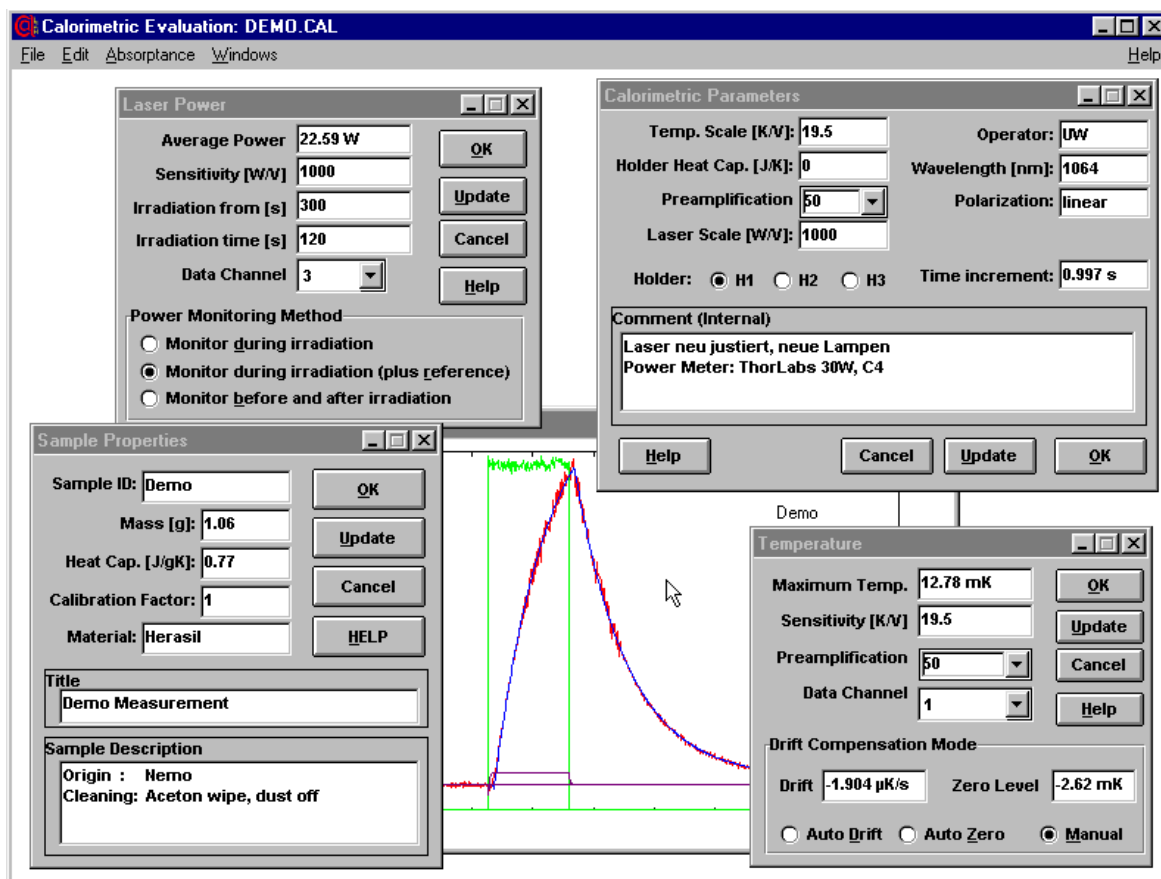 Calorimetric Evaluation: DEMO.CAL
File Edit Absorptance Windows Help
Laser Power
Average Power 22.59 W
OK
Sensitivity [W/V] 1000
Update
Irradiation from [s] 300
Irradiation time [s] 120
Cancel
Data Channel 3
Help
Power Monitoring Method
Monitor during irradiation
Monitor during irradiation (plus reference)
Monitor before and after irradiation
Calorimetric Parameters
Temp. Scale [K/V]: 19.5 Operator: UW
Holder Heat Cap. [J/K]: 0 Wavelength [nm]: 1064
Preamplification 50 Polarization: linear
Laser Scale [W/V]: 1000
Holder: H1 H2 H3 Time increment: 0.997 s
Comment (Internal)
Laser neu justiert, neue Lampen
Power Meter: ThorLabs 30W, C4
Help Cancel Update OK
Sample Properties
Sample ID: Demo
OK
Mass [g]: 1.06
Update
Heat Cap. [J/gK]: 0.77
Cancel
Calibration Factor: 1
Material: Herasil
HELP
Title
Demo Measurement
Sample Description
Origin : Nemo
Cleaning: Aceton wipe, dust off
Demo
Temperature
Maximum Temp. 12.78 mK
OK
Sensitivity [K/V] 19.5
Update
Preamplification 50
Cancel
Data Channel 1
Help
Drift Compensation Mode
Drift -1.904 µK/s Zero Level -2.62 mK
Auto Drift Auto Zero Manual